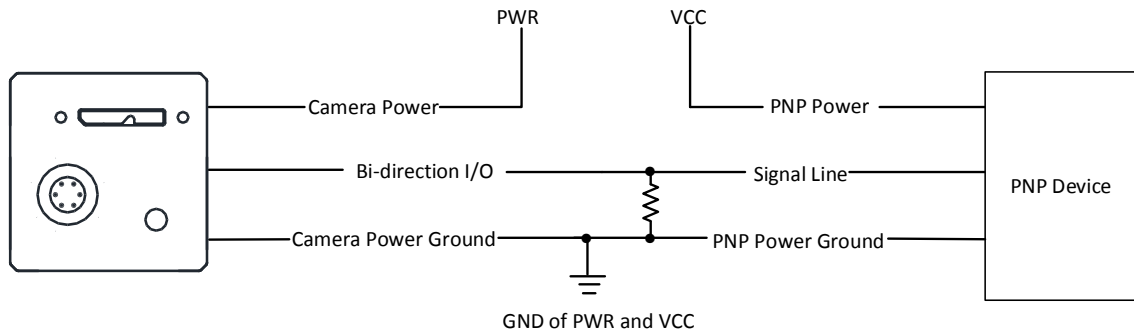 PWR
VCC
Camera Power
PNP Power
Bi-direction I/O
Signal Line
PNP Device
Camera Power Ground
PNP Power Ground
GND of PWR and VCC